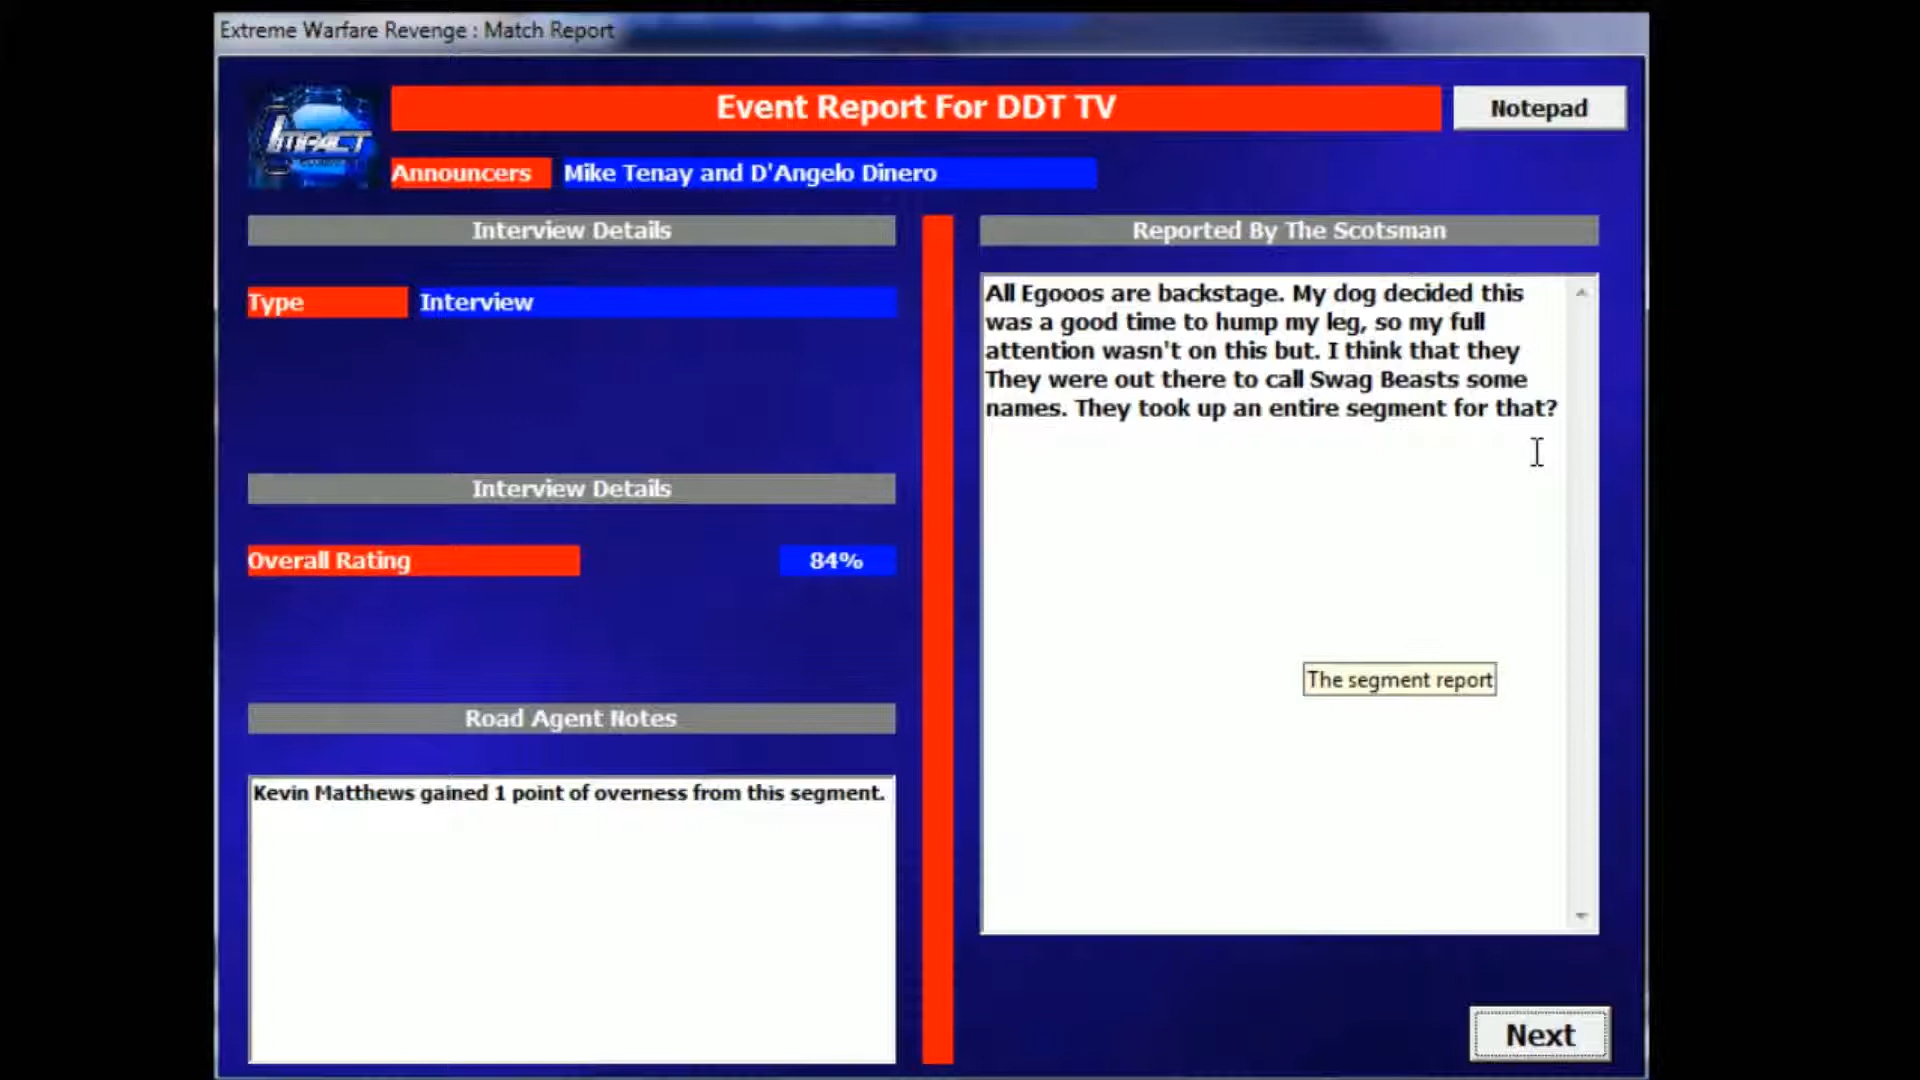 Extreme Warfare Revenge : Match Report
IMPACT
Event Report For DDT TV
Notepad
Announcers
Mike Tenay and D'Angelo Dinero
Interview Details
Type
Interview
Interview Details
Overall Rating
84%
Road Agent Notes
Kevin Matthews gained 1 point of overness from this segment.
Reported By The Scotsman
All Egooos are backstage. My dog decided this
was a good time to hump my leg, so my full
attention wasn't on this but. I think that they
They were out there to call Swag Beasts some
names. They took up an entire segment for that?
The segment report
Next